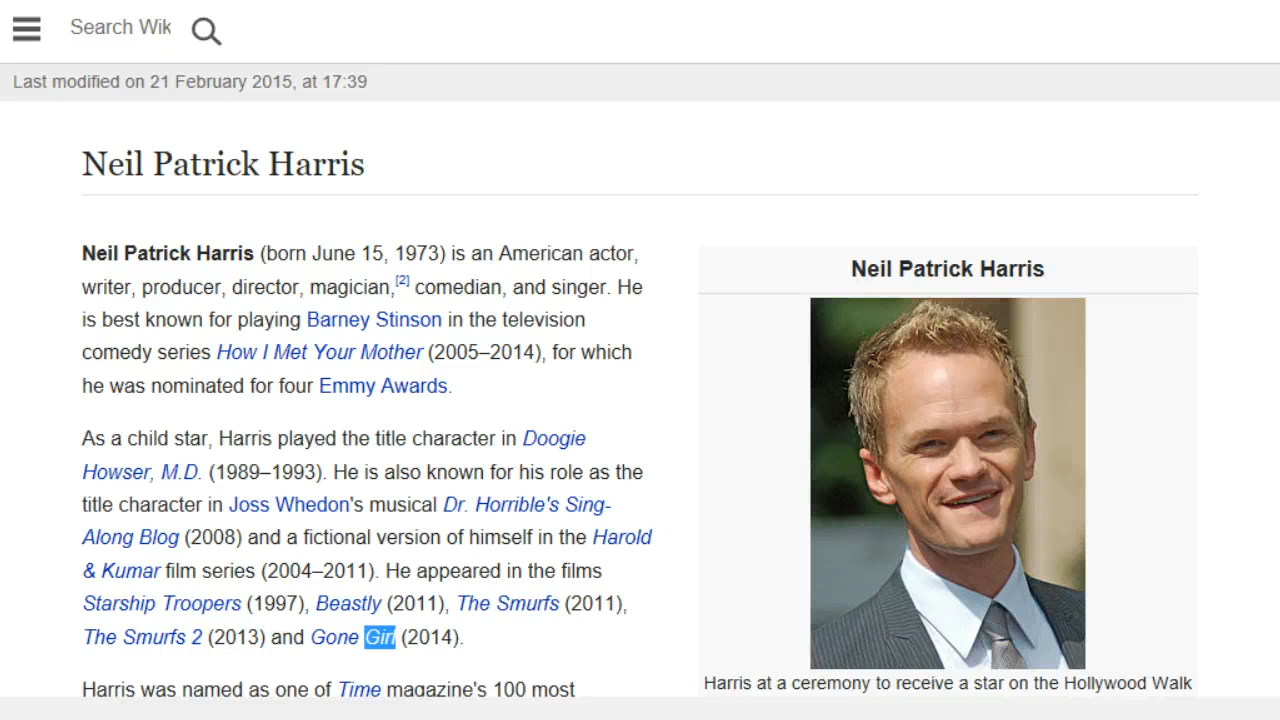 Search Wik
Last modified on 21 February 2015, at 17:39
Neil Patrick Harris
Neil Patrick Harris (born June 15, 1973) is an American actor,
writer, producer, director, magician,[2] comedian, and singer. He
is best known for playing Barney Stinson in the television
comedy series How I Met Your Mother (2005–2014), for which
he was nominated for four Emmy Awards.
As a child star, Harris played the title character in Doogie
Howser, M.D. (1989–1993). He is also known for his role as the
title character in Joss Whedon's musical Dr. Horrible's Sing-
Along Blog (2008) and a fictional version of himself in the Harold
& Kumar film series (2004–2011). He appeared in the films
Starship Troopers (1997), Beastly (2011), The Smurfs (2011),
The Smurfs 2 (2013) and Gone Girl (2014).
Harris was named as one of Time magazine's 100 most
Neil Patrick Harris
Harris at a ceremony to receive a star on the Hollywood Walk